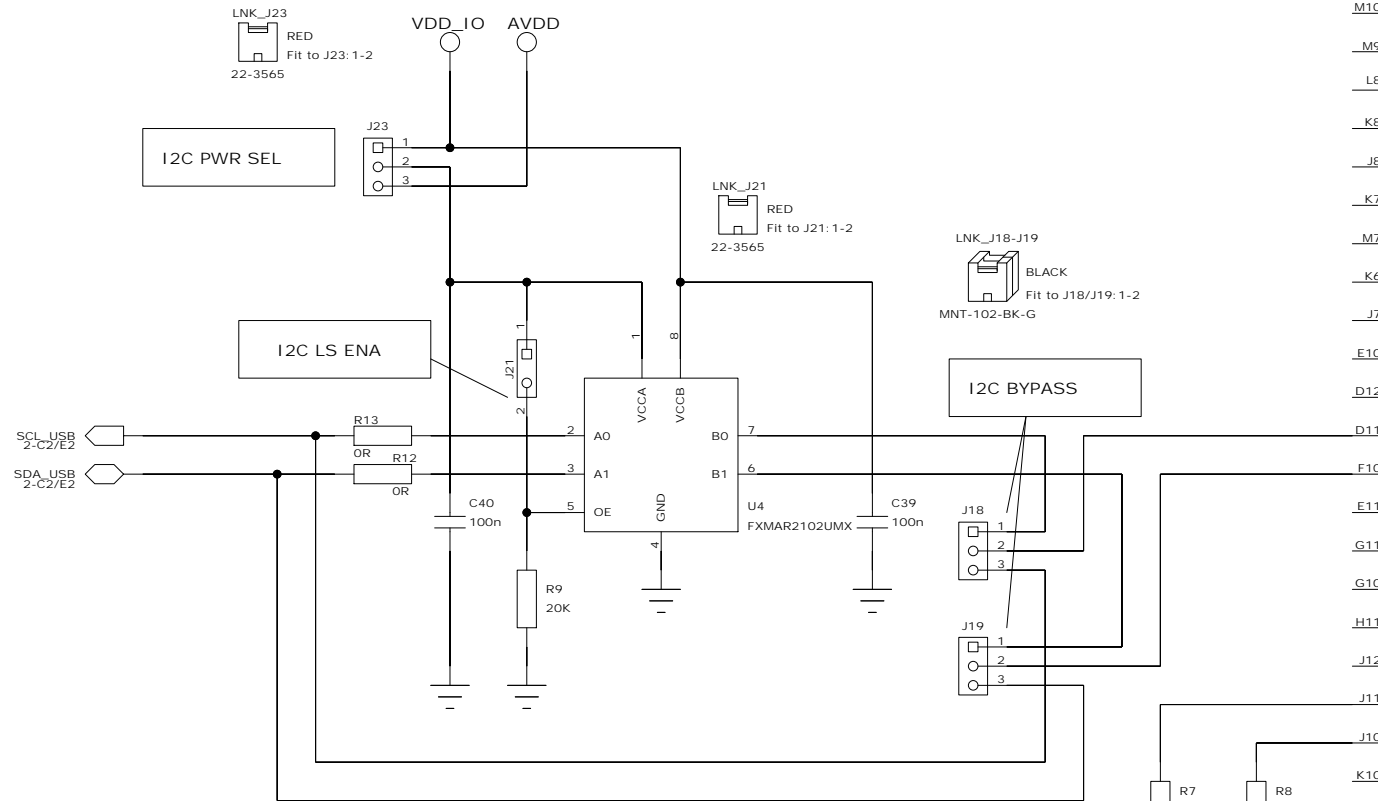 LNK_J23
RED
Fit to J23:1-2
22-3565
VDD_IO
AVDD
I2C PWR SEL
J23
1
2
3
LNK_J21
RED
Fit to J21:1-2
22-3565
LNK_J18-J19
BLACK
Fit to J18/J19:1-2
MNT-102-BK-G
I2C LS ENA
J21
1
2
1
8
VCCA
VCCB
I2C BYPASS
SCL_USB
2-C2/E2
SDA_USB
2-C2/E2
R13
0R
R12
0R
2
A0
3
A1
5
OE
GND
4
B0
7
B1
6
U4
FXMAR2102UMX
C40
100n
C39
100n
R9
20K
J18
1
2
3
J19
1
2
3
M10
M9
L8
K8
J8
K7
M7
K6
J7
E10
D12
D11
F10
E11
G11
G10
H11
J12
J11
J10
K10
R7
R8